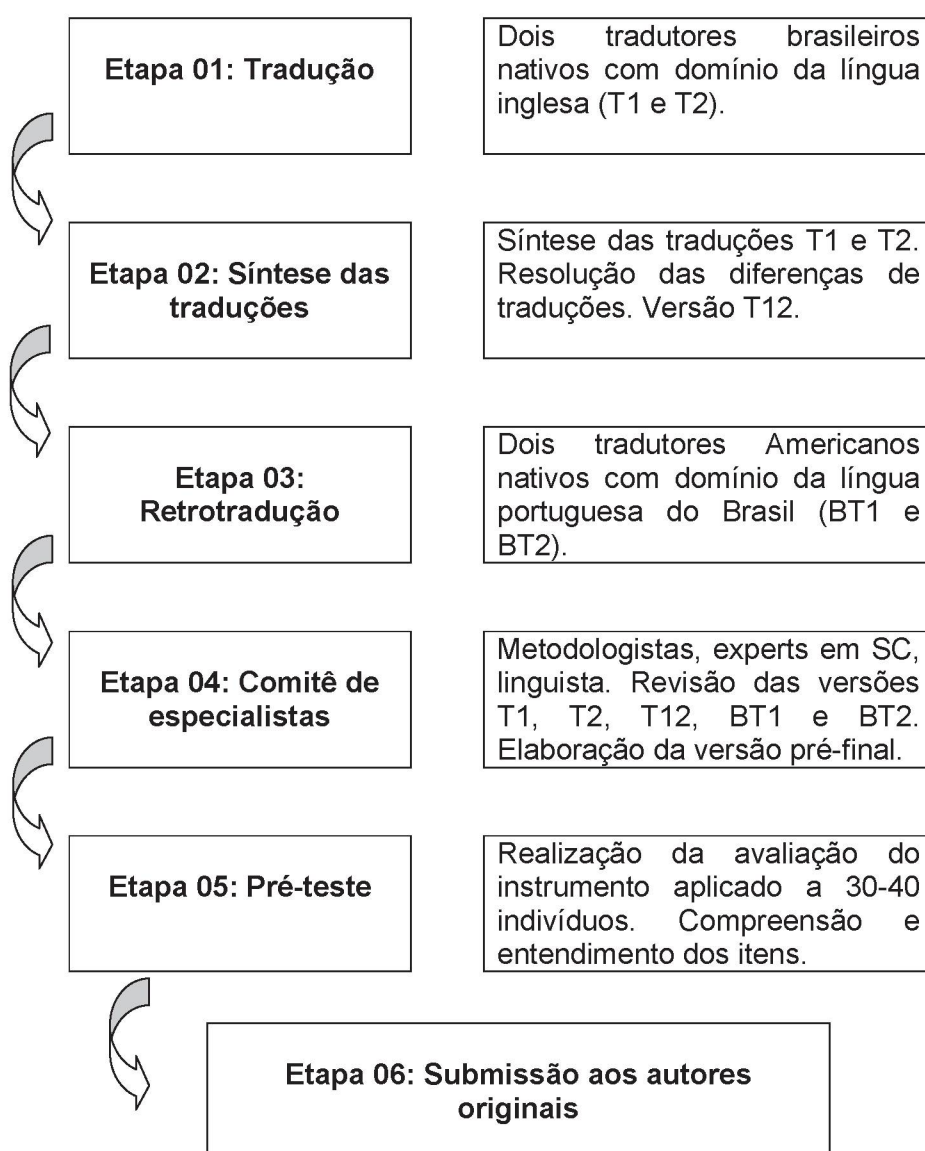 Etapa 01: Tradução
Dois tradutores brasileiros
nativos com domínio da língua
inglesa (T1 e T2).
Etapa 02: Síntese das
traduções
Síntese das traduções T1 e T2.
Resolução das diferenças de
traduções. Versão T12.
Etapa 03:
Retrotradução
Dois tradutores Americanos
nativos com domínio da língua
portuguesa do Brasil (BT1 e
BT2).
Etapa 04: Comitê de
especialistas
Metodologistas, experts em SC,
linguista. Revisão das versões
T1, T2, T12, BT1 e BT2.
Elaboração da versão pré-final.
Etapa 05: Pré-teste
Realização da avaliação do
instrumento aplicado a 30-40
indivíduos. Compreensão e
entendimento dos itens.
Etapa 06: Submissão aos autores
originais